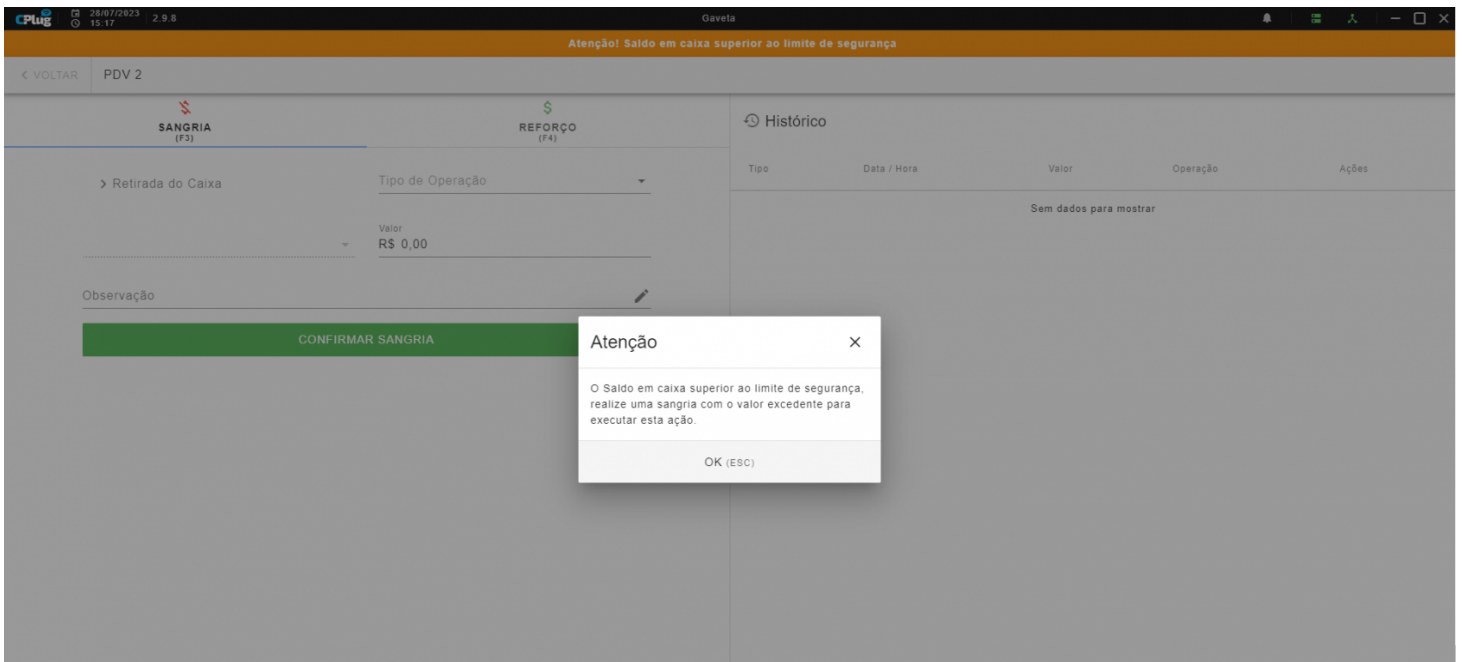 CPlug 28/07/2023 15:17 2.9.8 Gaveta
Atenção! Saldo em caixa superior ao limite de segurança
VOLTAR PDV 2
SANGRIA
(F3)
REFORÇO
(F4)
Retirada do Caixa
Tipo de Operação
Valor
R$ 0,00
Observação
CONFIRMAR SANGRIA
Histórico
Tipo Data / Hora Valor Operação Ações
Sem dados para mostrar
Atenção
O Saldo em caixa superior ao limite de segurança,
realize uma sangria com o valor excedente para
executar esta ação.
OK (ESC)